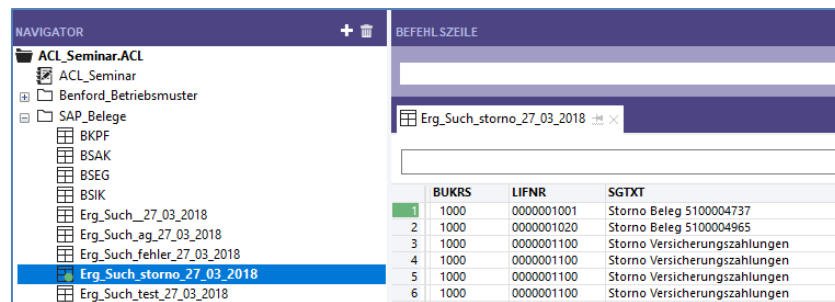 NAVIGATOR
ACL_Seminar.ACL
ACL_Seminar
Benford_Betriebsmuster
SAP_Belege
BKPF
BSAK
BSEG
BSIK
Erg_Such__27_03_2018
Erg_Such_ag_27_03_2018
Erg_Such_fehler_27_03_2018
Erg_Such_storno_27_03_2018
Erg_Such_test_27_03_2018
BEFEHLSZEILE
Erg_Such_storno_27_03_2018
BUKRS LIFNR SGTXT
1 1000 0000001001 Storno Beleg 5100004737
2 1000 0000001020 Storno Beleg 5100004965
3 1000 0000001100 Storno Versicherungszahlungen
4 1000 0000001100 Storno Versicherungszahlungen
5 1000 0000001100 Storno Versicherungszahlungen
6 1000 0000001100 Storno Versicherungszahlungen